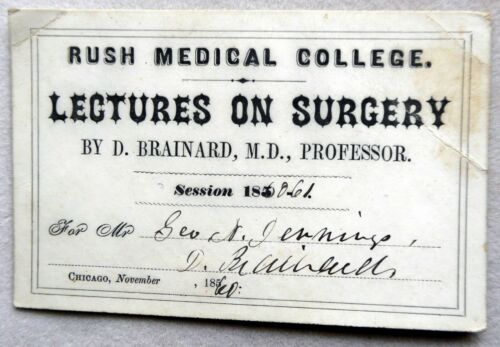 RUSH MEDICAL COLLEGE.
LECTURES ON SURGERY
BY D. BRAINARD, M.D., PROFESSOR.
Session 1860/61.
For Mr Geo N. Jennings,
D. Brainard
CHICAGO, November , 1860.